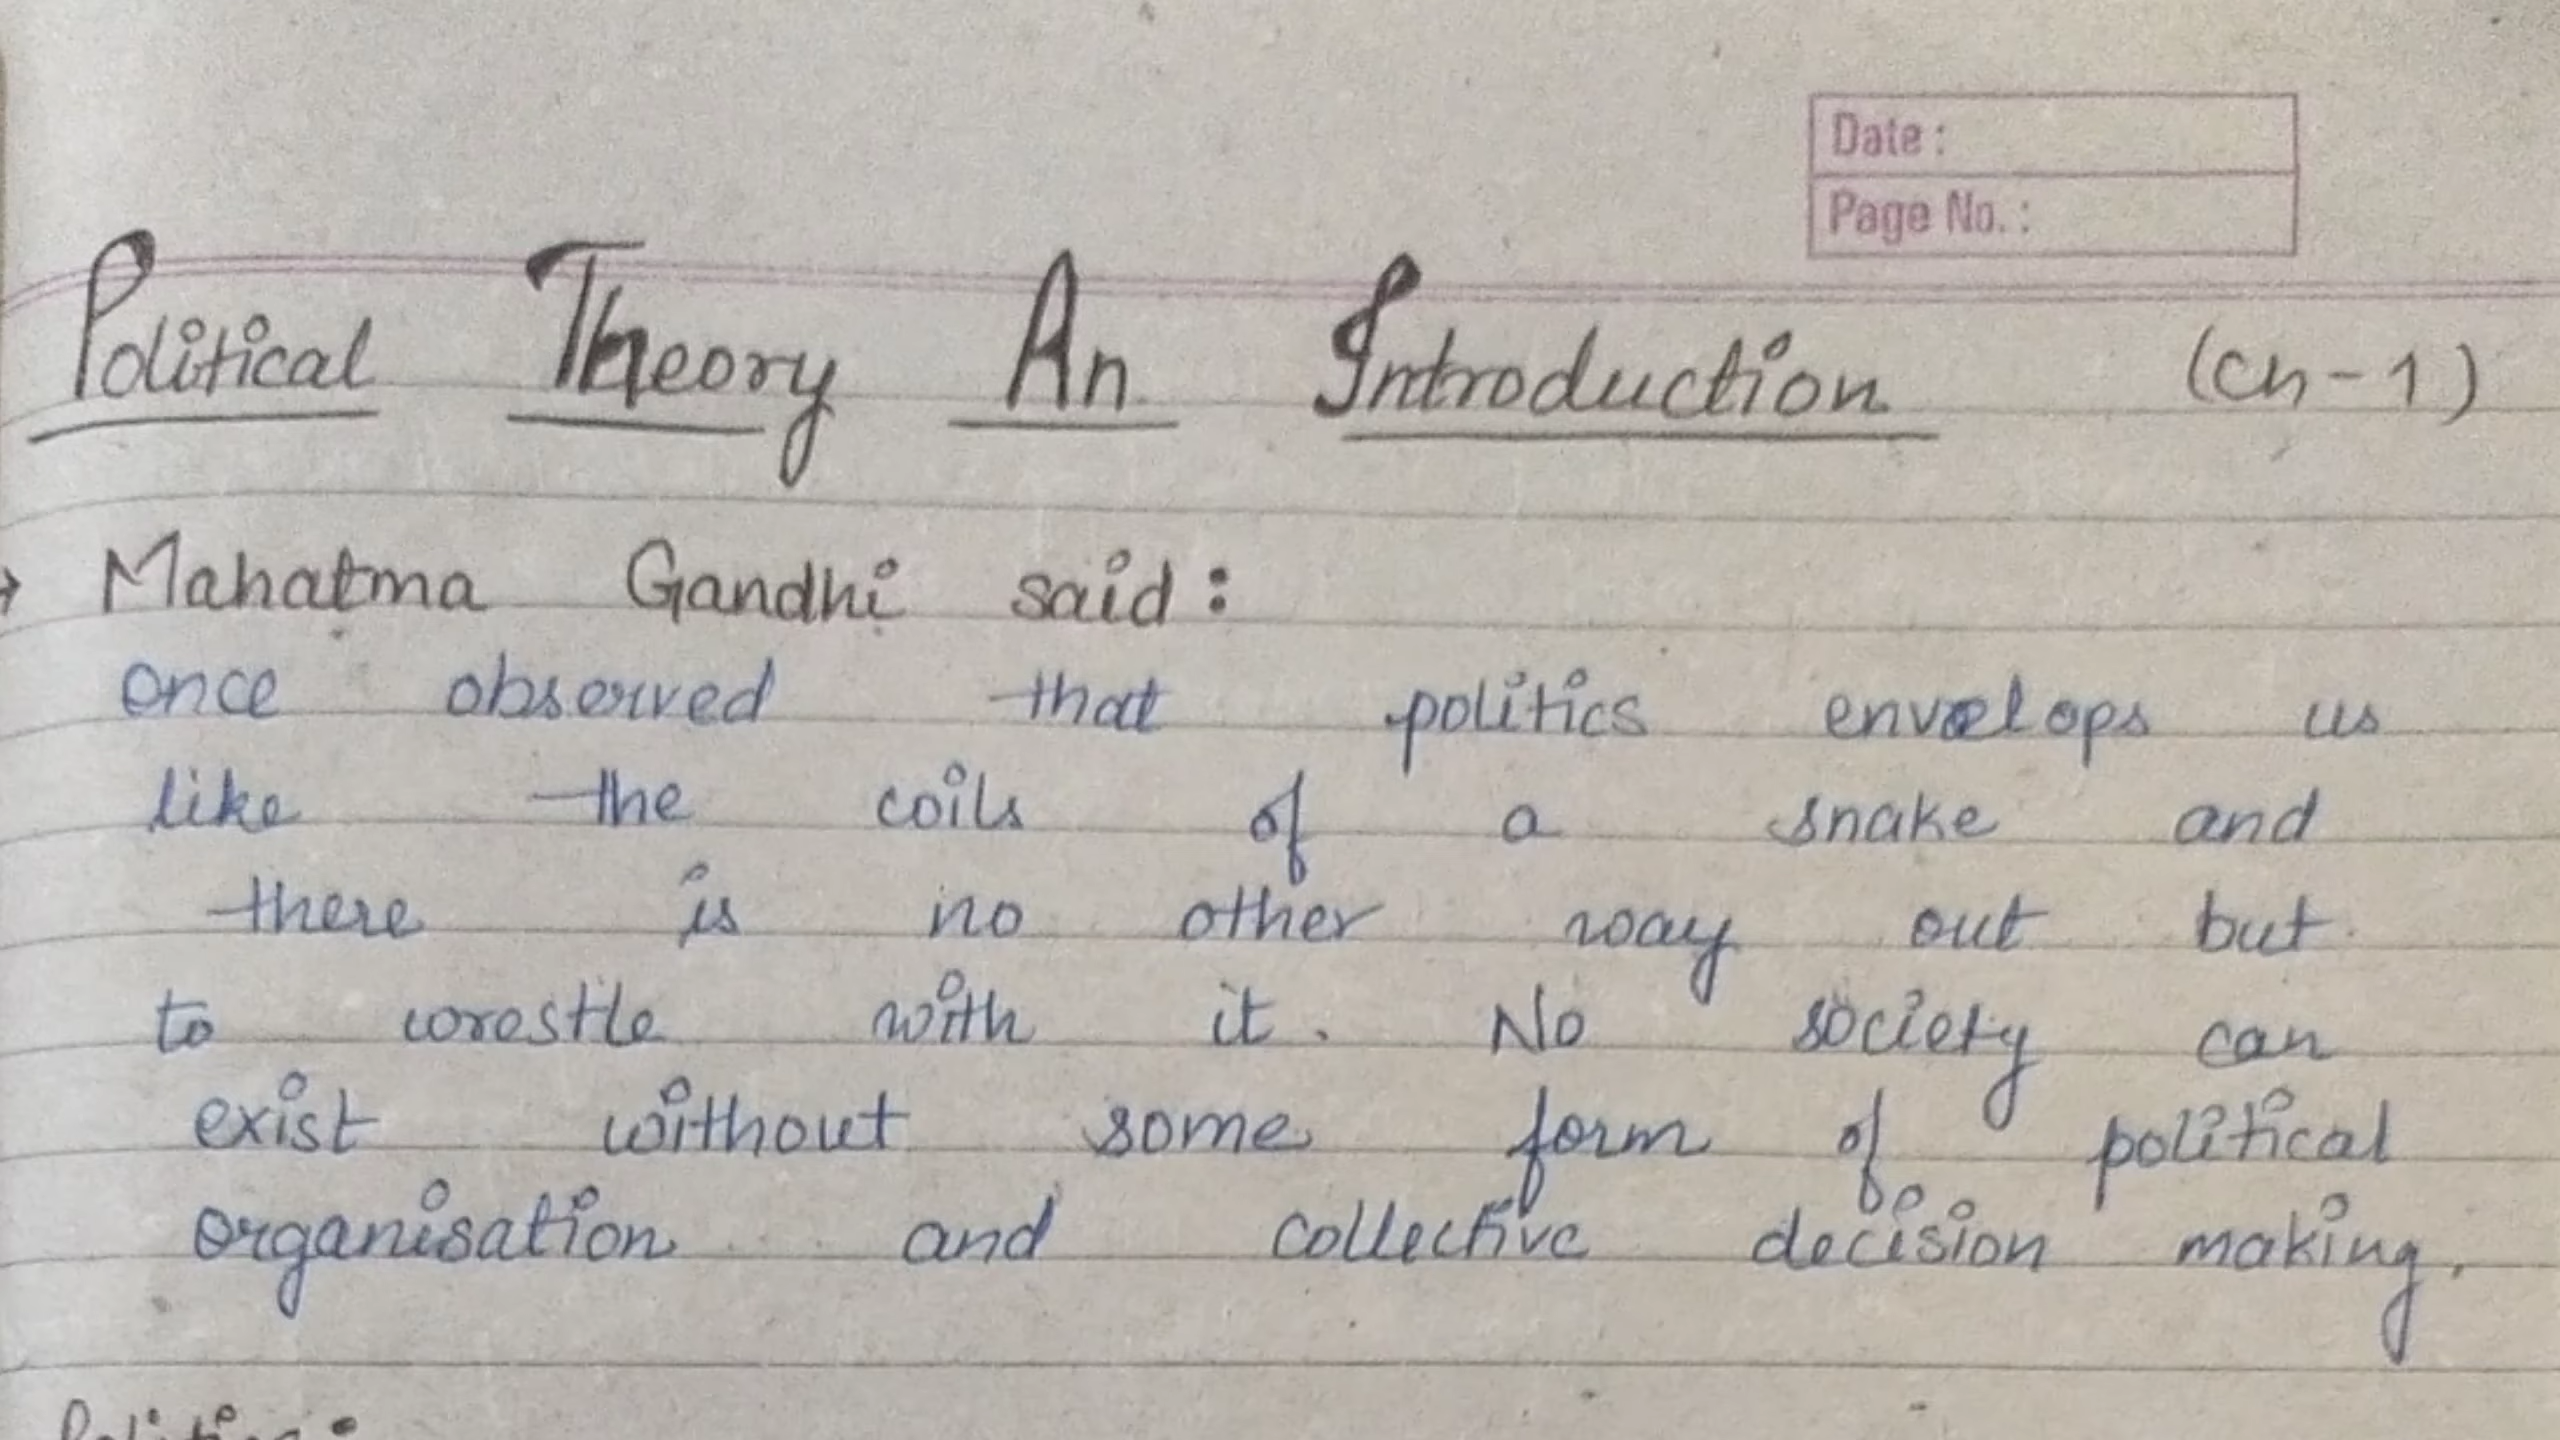 Date :
Page No. :
Political Theory An Introduction (Ch-1)
→ Mahatma Gandhi said :
once observed that politics envelops us
like the coils of a snake and
there is no other way out but
to wrestle with it. No society can
exist without some form of political
organisation and collective decision making.